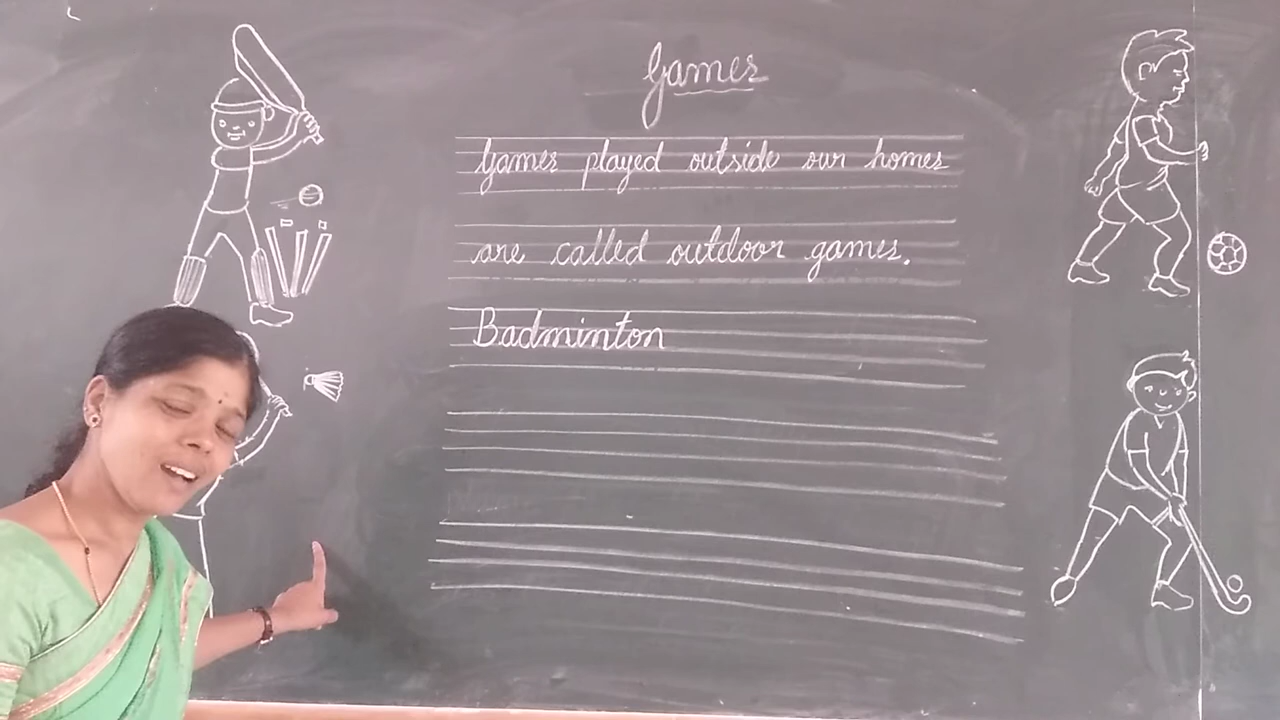 Games
Games played outside our homes
are called outdoor games.
Badminton